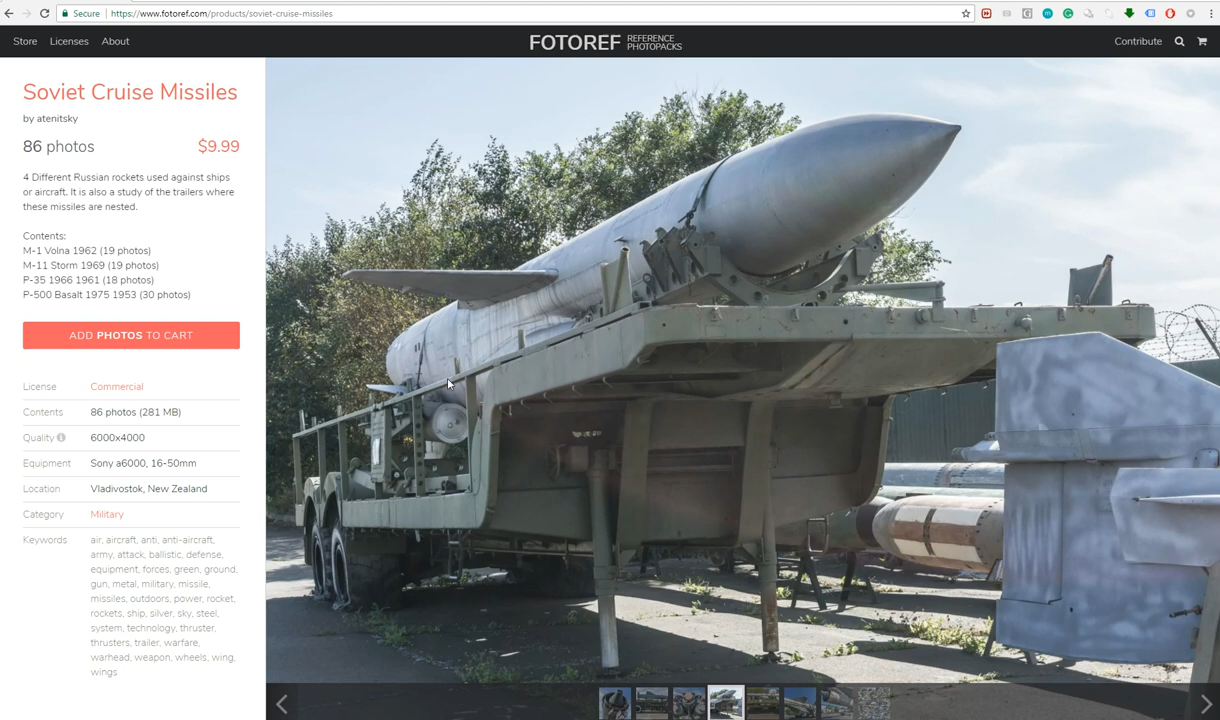 Secure
https://www.fotoref.com/products/soviet-cruise-missiles
Store Licenses About
FOTOREF REFERENCE PHOTOPACKS
Contribute
Soviet Cruise Missiles
by atenitsky
86 photos $9.99
4 Different Russian rockets used against ships
or aircraft. It is also a study of the trailers where
these missiles are nested.
Contents:
M-1 Volna 1962 (19 photos)
M-11 Storm 1969 (19 photos)
P-35 1966 1961 (18 photos)
P-500 Basalt 1975 1953 (30 photos)
ADD PHOTOS TO CART
License Commercial
Contents 86 photos (281 MB)
Quality 6000x4000
Equipment Sony a6000, 16-50mm
Location Vladivostok, New Zealand
Category Military
Keywords air, aircraft, anti, anti-aircraft,
army, attack, ballistic, defense,
equipment, forces, green, ground,
gun, metal, military, missile,
missiles, outdoors, power, rocket,
rockets, ship, silver, sky, steel,
system, technology, thruster,
thrusters, trailer, warfare,
warhead, weapon, wheels, wing,
wings